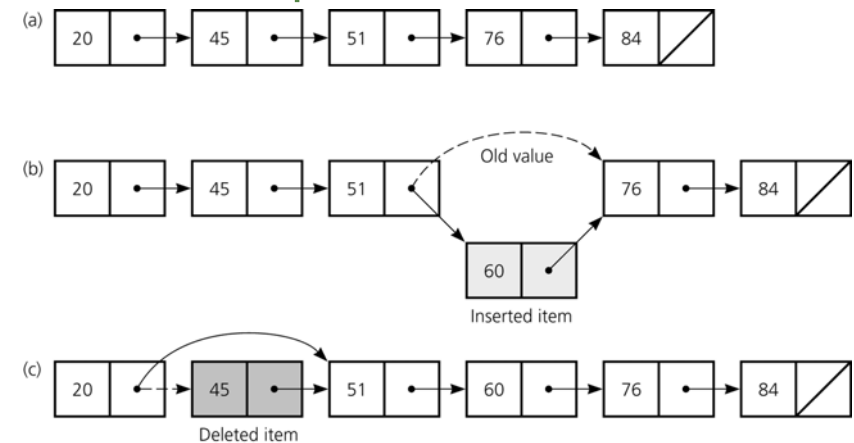 (a) 20 45 51 76 84
Old value
(b) 20 45 51 76 84
60
Inserted item
(c) 20 45 51 60 76 84
Deleted item